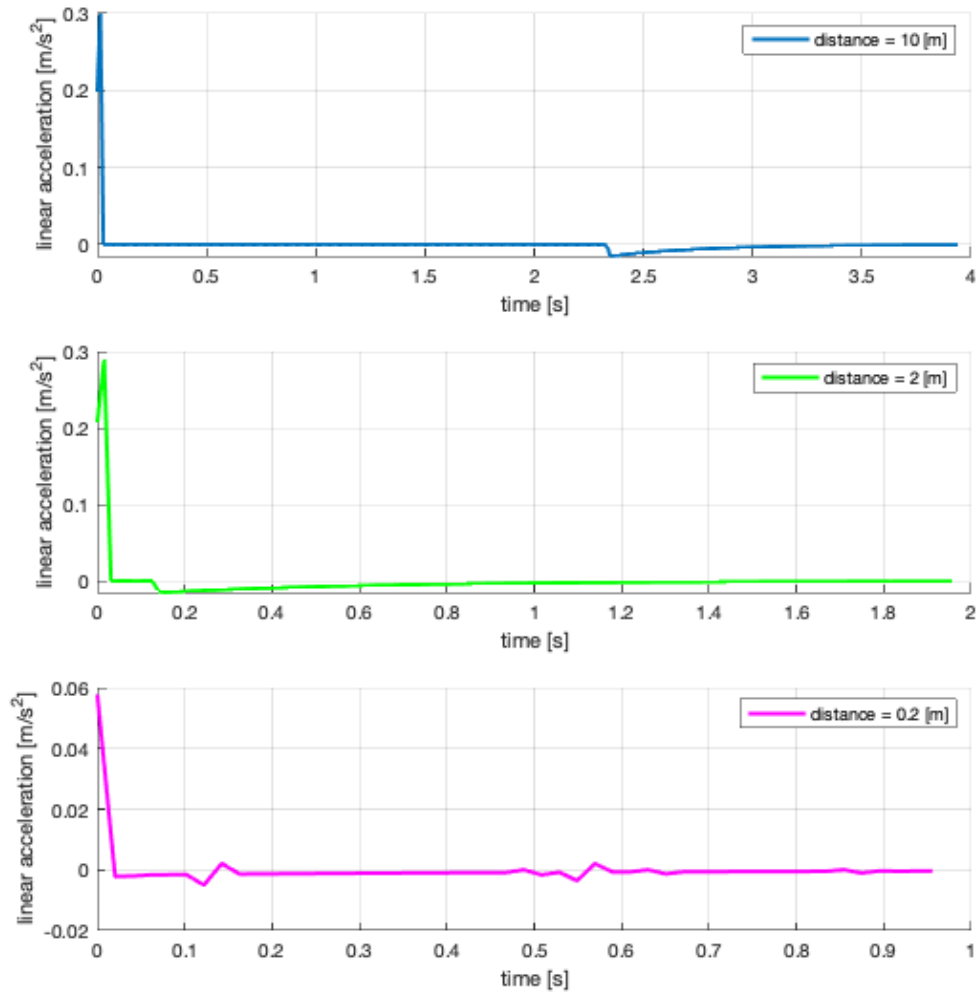 linear acceleration [m/s²]
0.3
0.2
0.1
0
distance = 10 [m]
0 0.5 1 1.5 2 2.5 3 3.5 4
time [s]
linear acceleration [m/s²]
0.3
0.2
0.1
0
distance = 2 [m]
0 0.2 0.4 0.6 0.8 1 1.2 1.4 1.6 1.8 2
time [s]
linear acceleration [m/s²]
0.06
0.04
0.02
0
-0.02
distance = 0.2 [m]
0 0.1 0.2 0.3 0.4 0.5 0.6 0.7 0.8 0.9 1
time [s]